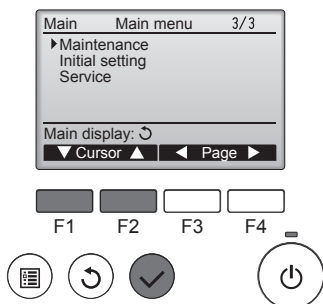 Main Main menu 3/3
Maintenance
Initial setting
Service
Main display:
Cursor Page
F1 F2 F3 F4